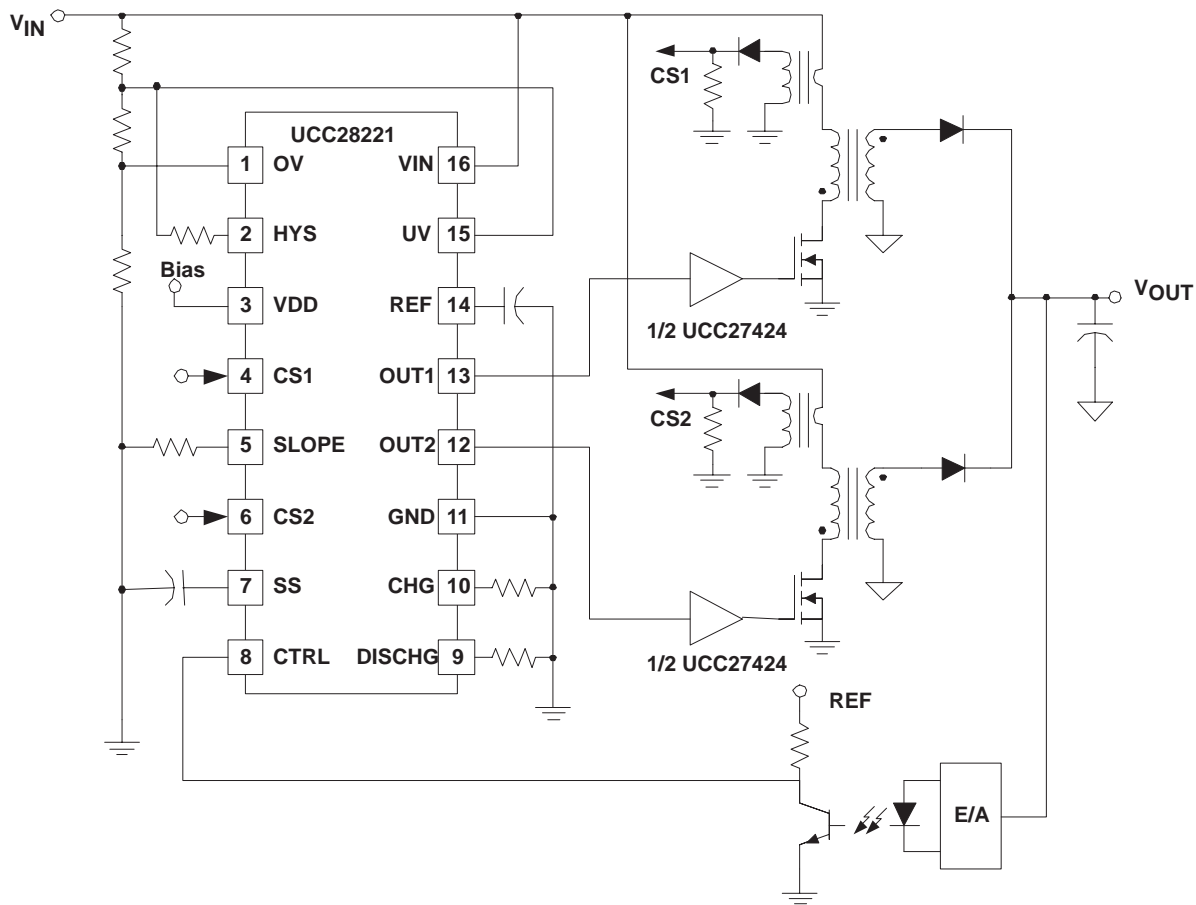 VIN
CS1
UCC28221
1 OV VIN 16
2 HYS UV 15
Bias
3 VDD REF 14
1/2 UCC27424
VOUT
4 CS1 OUT1 13
CS2
5 SLOPE OUT2 12
6 CS2 GND 11
7 SS CHG 10
8 CTRL DISCHG 9
1/2 UCC27424
REF
E/A